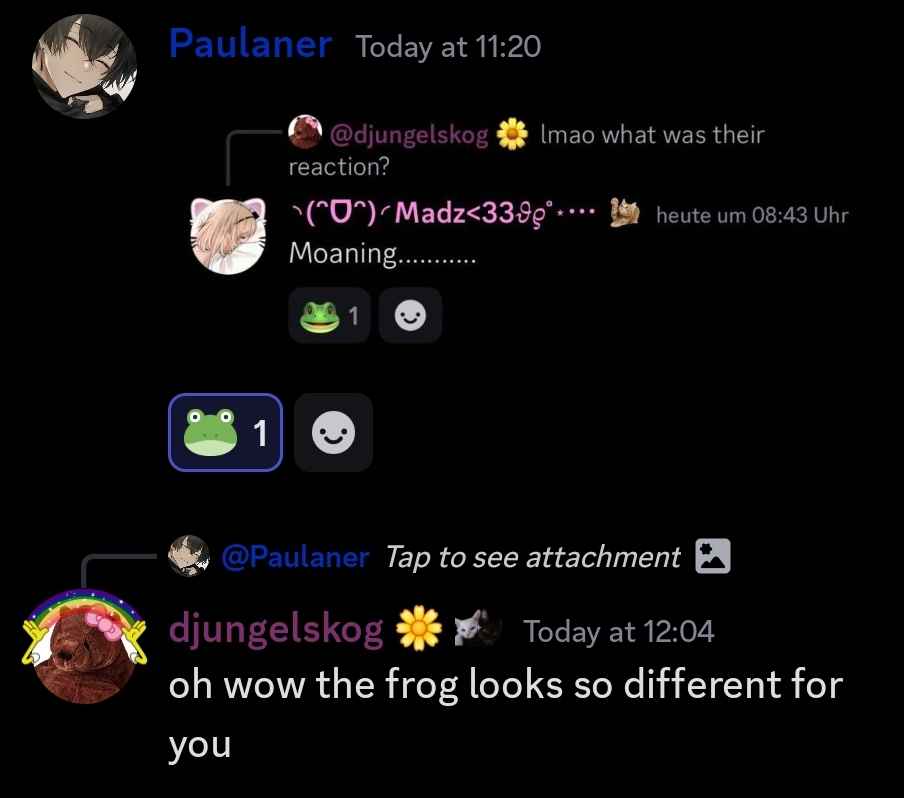 Paulaner Today at 11:20
@djungelskog 🌼 lmao what was their
reaction?
◝(ᵔᗜᵔ)◜Madz<33𝜗𝜚˚⋆··· heute um 08:43 Uhr
Moaning...........
🐸 1
🐸 1
@Paulaner Tap to see attachment
djungelskog 🌼 Today at 12:04
oh wow the frog looks so different for
you